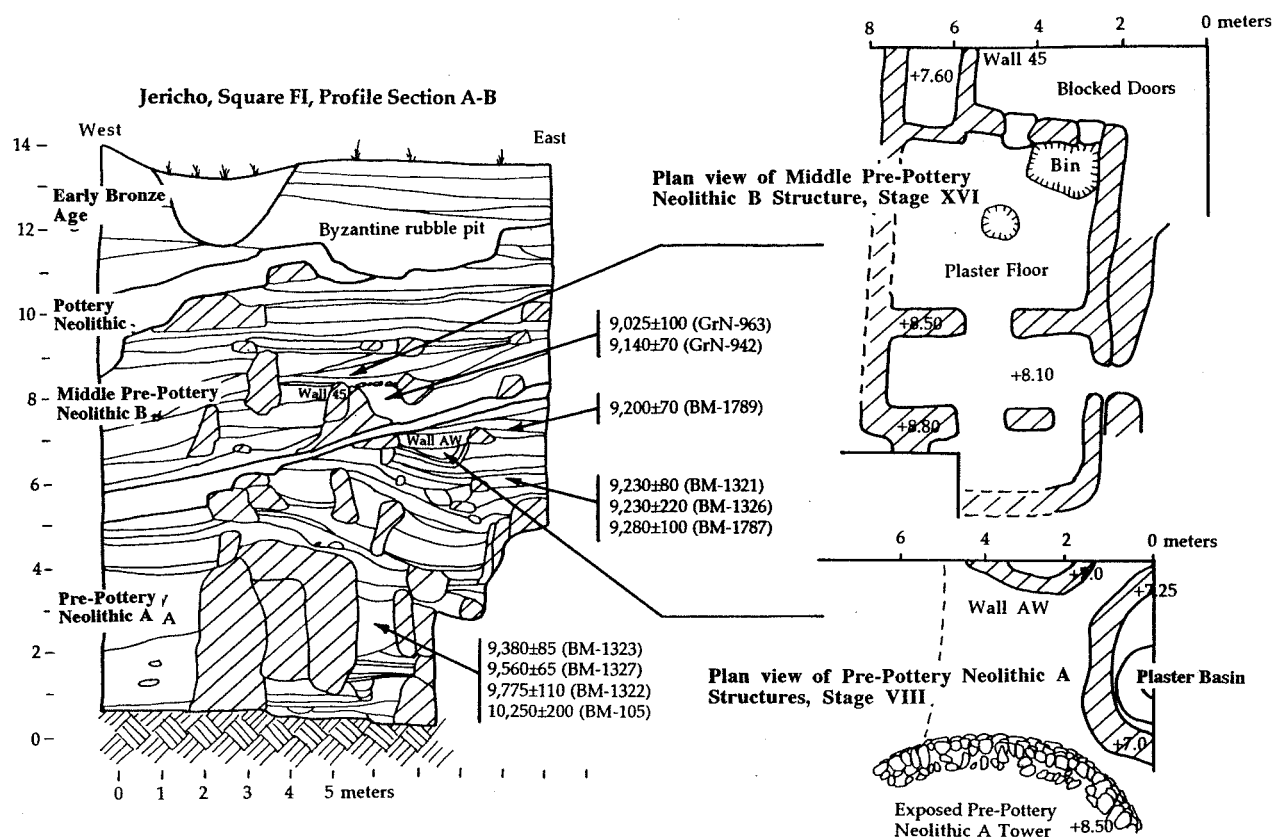 Jericho, Square FI, Profile Section A-B
West
East
14
12
10
8
6
4
2
0
Early Bronze
Age
Byzantine rubble pit
Pottery
Neolithic
Middle Pre-Pottery
Neolithic B
Wall 45
Wall AW
Pre-Pottery
Neolithic A A
0 1 2 3 4 5 meters
9,025±100 (GrN-963)
9,140±70 (GrN-942)
9,200±70 (BM-1789)
9,230±80 (BM-1321)
9,230±220 (BM-1326)
9,280±100 (BM-1787)
9,380±85 (BM-1323)
9,560±65 (BM-1327)
9,775±110 (BM-1322)
10,250±200 (BM-105)
8 6 4 2 0 meters
Wall 45
+7.60
Blocked Doors
Bin
Plan view of Middle Pre-Pottery
Neolithic B Structure, Stage XVI
Plaster Floor
+8.50
+8.10
+8.80
6 4 2 0 meters
+7.0
+7.25
Wall AW
Plan view of Pre-Pottery Neolithic A
Structures, Stage VIII
Plaster Basin
+7.0
Exposed Pre-Pottery
Neolithic A Tower
+8.50